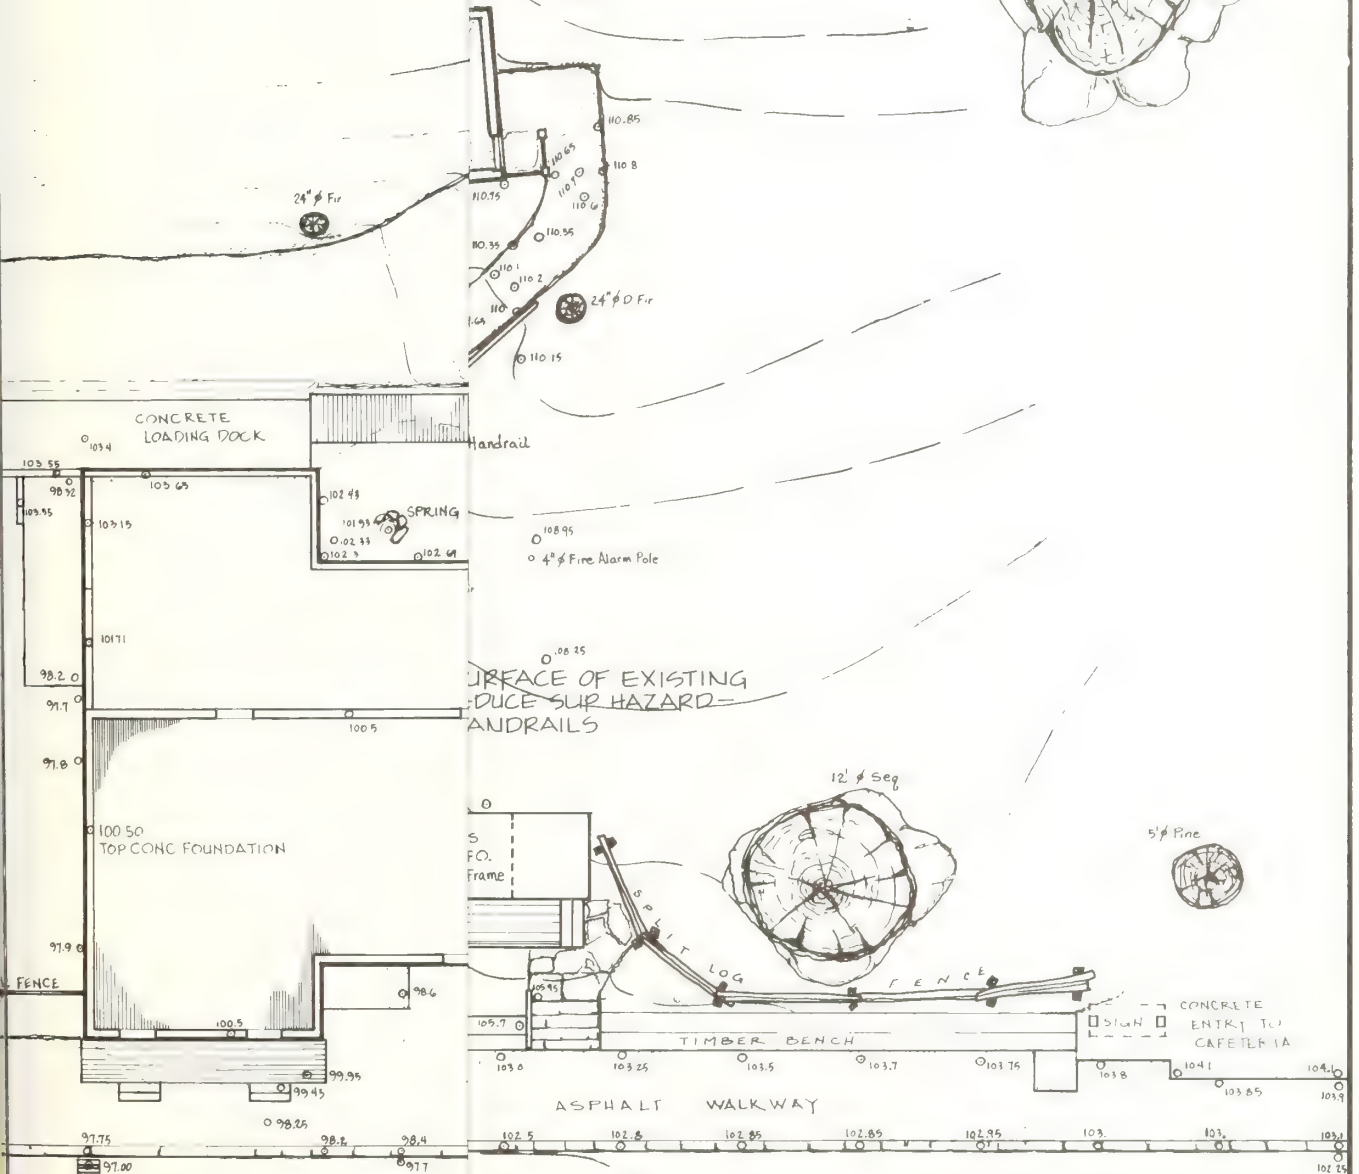 110.85
110.65
110.8
110.9
110.6
110.95
24" ϕ Fir
110.35
110.35
110.1
110.2
110
24" ϕ D Fir
110.15
CONCRETE
LOADING DOCK
103.4
Handrail
103.55
98.92
103.63
103.35
102.43
SPRING
101.93
103.15
102.33
102.3
102.69
108.95
4" ϕ Fire Alarm Pole
101.71
108.25
98.2
URFACE OF EXISTING
DUCE SLIP HAZARD—
ANDRAILS
97.7
100.5
97.8
12' ϕ Seq
100.50
TOP CONC FOUNDATION
5' ϕ Pine
S
FO.
Frame
SPLIT LOG FENCE
97.9
FENCE
98.6
105.95
105.7
100.5
CONCRETE
SIGN
ENTRY TO
CAFETERIA
TIMBER BENCH
103.0
103.25
103.5
103.7
103.75
103.8
104.1
104.1
103.85
103.9
99.95
99.45
ASPHALT WALKWAY
98.25
97.75
98.2
98.4
102.5
102.8
102.85
102.85
102.95
103.
103.
103.1
97.00
97.7
102.25